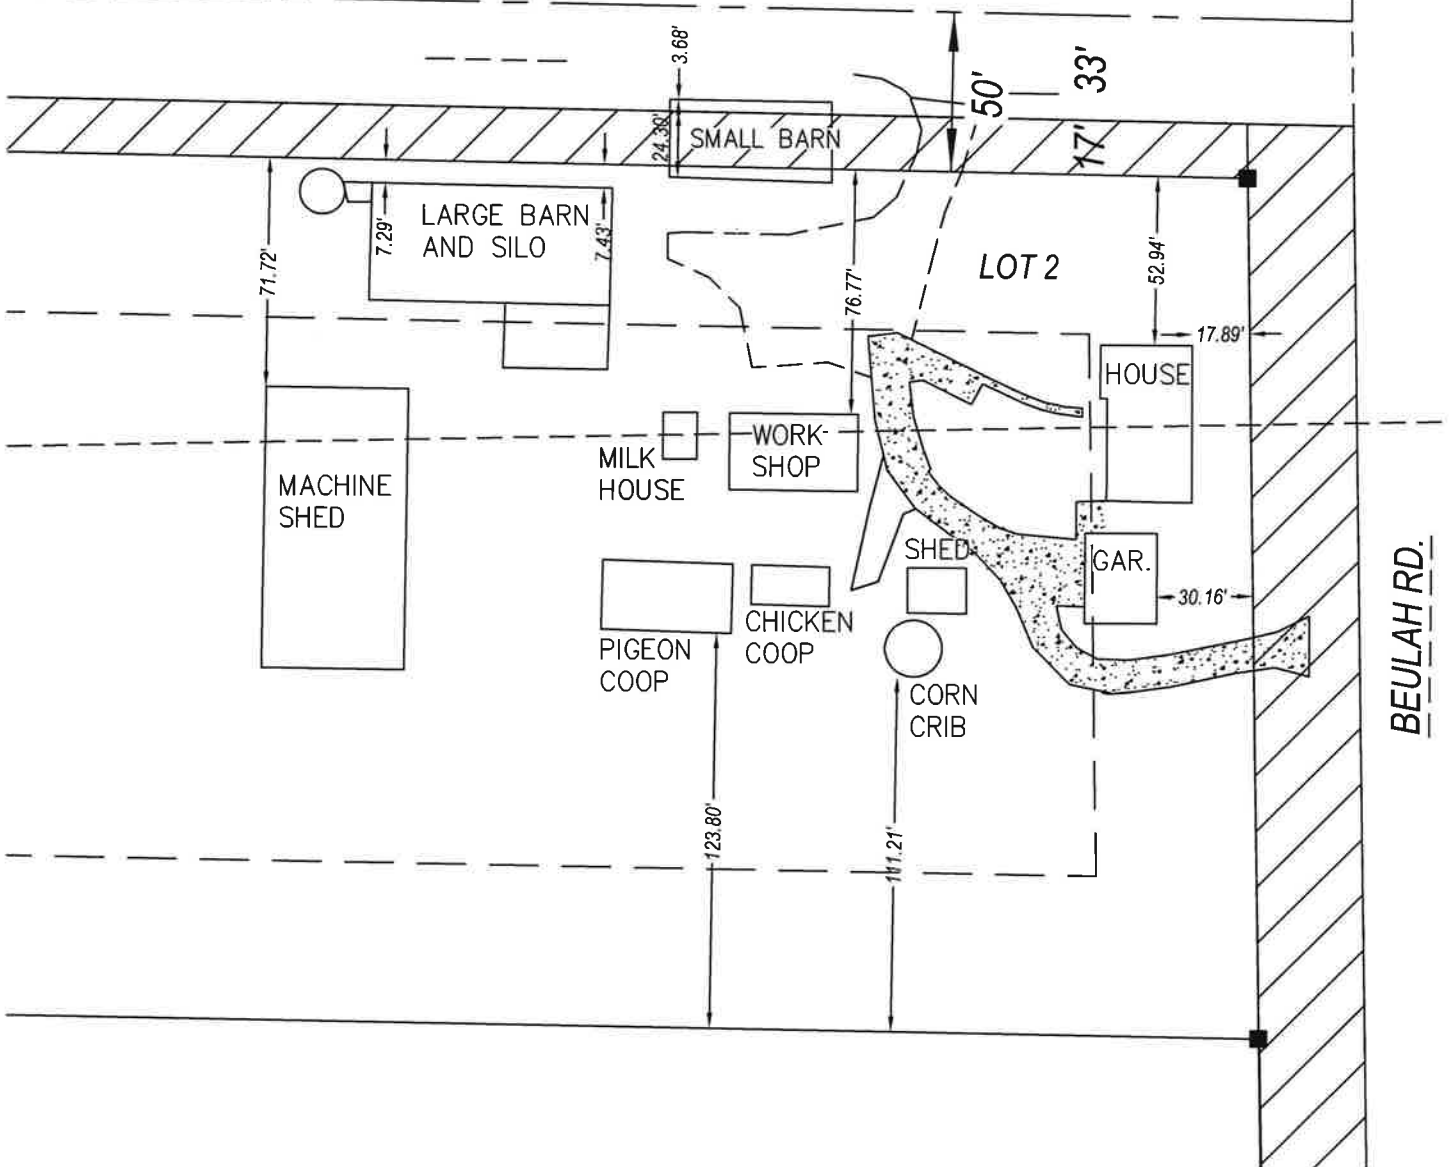 3.68'
33'
50'
24.30'
SMALL BARN
17'
LARGE BARN
AND SILO
7.29'
7.43'
71.72'
76.77'
LOT 2
52.94'
17.89'
HOUSE
WORK-
SHOP
MILK
HOUSE
MACHINE
SHED
SHED
GAR.
30.16'
PIGEON
COOP
CHICKEN
COOP
CORN
CRIB
BEULAH RD.
123.80'
111.21'